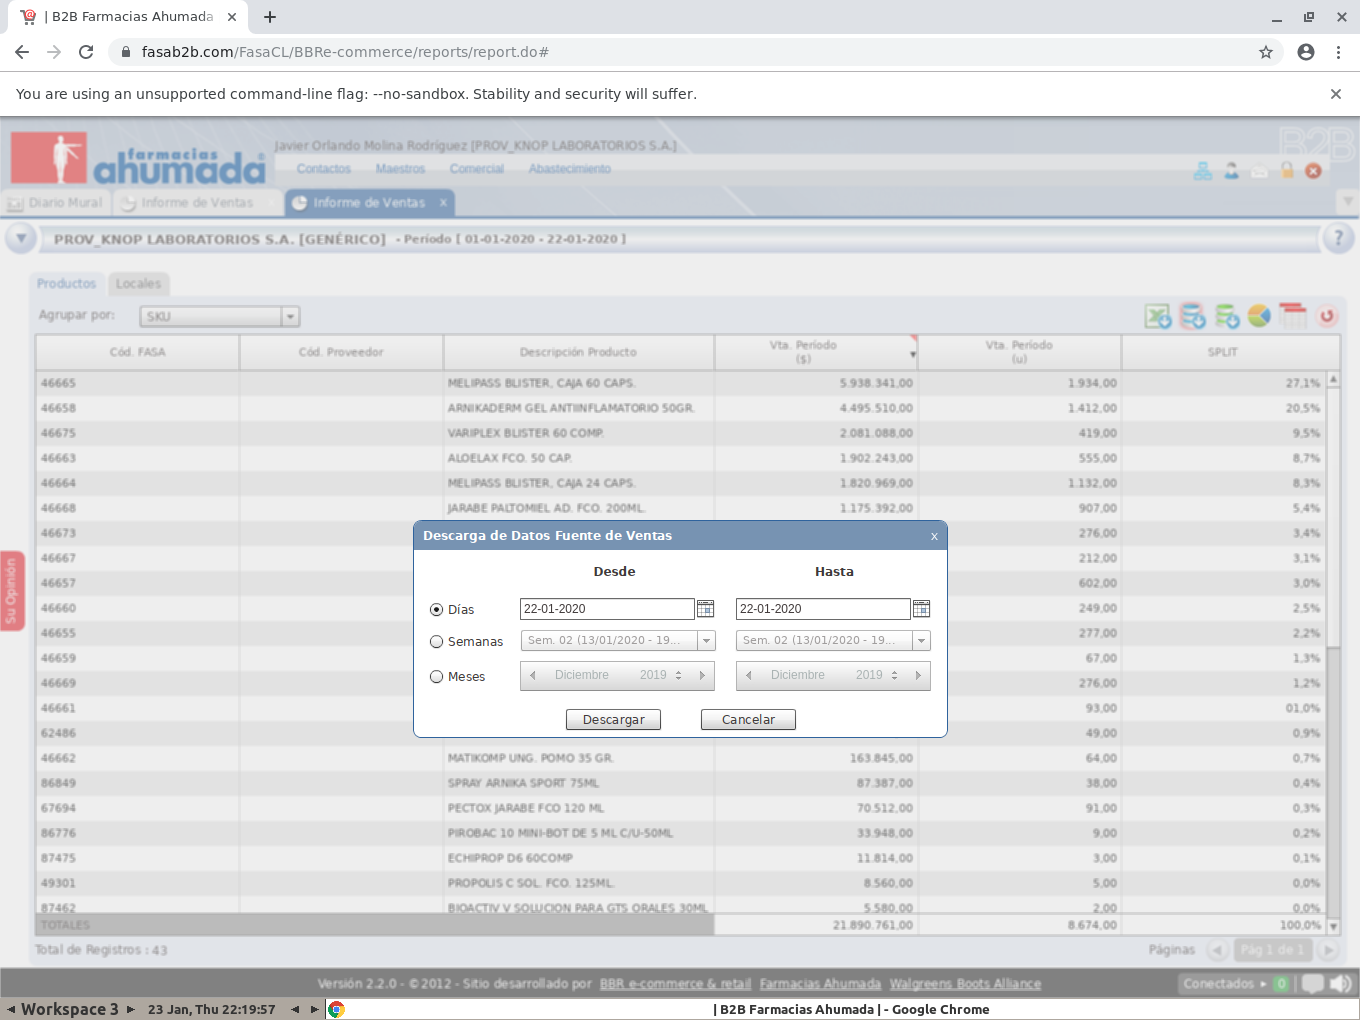 | B2B Farmacias Ahumada
fasab2b.com/FasaCL/BBRe-commerce/reports/report.do#
You are using an unsupported command-line flag: --no-sandbox. Stability and security will suffer.
farmacias
ahumada
Javier Orlando Molina Rodriguez [PROV_KNOP LABORATORIOS S.A.]
B2B
Contactos Maestros Comercial Abastecimiento
Diario Mural Informe de Ventas Informe de Ventas x
PROV_KNOP LABORATORIOS S.A. [GENÉRICO] - Período [ 01-01-2020 - 22-01-2020 ]
?
Productos Locales
Agrupar por: SKU
Cód. FASA Cód. Proveedor Descripción Producto Vta. Período ($) Vta. Período (u) SPLIT
46665 MELIPASS BLISTER, CAJA 60 CAPS. 5.938.341,00 1.934,00 27,1%
46658 ARNIKADERM GEL ANTIINFLAMATORIO 50GR. 4.495.510,00 1.412,00 20,5%
46675 VARIPLEX BLISTER 60 COMP. 2.081.088,00 419,00 9,5%
46663 ALOELAX FCO. 50 CAP. 1.902.243,00 555,00 8,7%
46664 MELIPASS BLISTER, CAJA 24 CAPS. 1.820.969,00 1.132,00 8,3%
46668 JARABE PALTOMIEL AD. FCO. 200ML. 1.175.392,00 907,00 5,4%
46673 276,00 3,4%
46667 212,00 3,1%
46657 602,00 3,0%
46660 249,00 2,5%
46655 277,00 2,2%
46659 67,00 1,3%
46669 276,00 1,2%
46661 93,00 01,0%
62486 49,00 0,9%
46662 MATIKOMP UNG. POMO 35 GR. 163.845,00 64,00 0,7%
86849 SPRAY ARNIKA SPORT 75ML 87.387,00 38,00 0,4%
67694 PECTOX JARABE FCO 120 ML 70.512,00 91,00 0,3%
86776 PIROBAC 10 MINI-BOT DE 5 ML C/U-50ML 33.948,00 9,00 0,2%
87475 ECHIPROP D6 60COMP 11.814,00 3,00 0,1%
49301 PROPOLIS C SOL. FCO. 125ML. 8.560,00 5,00 0,0%
87462 BIOACTIV V SOLUCION PARA GTS ORALES 30ML 5.580,00 2,00 0,0%
TOTALES 21.890.761,00 8.674,00 100,0%
Total de Registros : 43 Páginas Pág 1 de 1
Su Opinión
Descarga de Datos Fuente de Ventas x
Desde Hasta
Días 22-01-2020 22-01-2020
Semanas Sem. 02 (13/01/2020 - 19... Sem. 02 (13/01/2020 - 19...
Meses Diciembre 2019 Diciembre 2019
Descargar Cancelar
Versión 2.2.0 - ©2012 - Sitio desarrollado por BBR e-commerce & retail Farmacias Ahumada Walgreens Boots Alliance Conectados 0
Workspace 3 23 Jan, Thu 22:19:57 | B2B Farmacias Ahumada | - Google Chrome